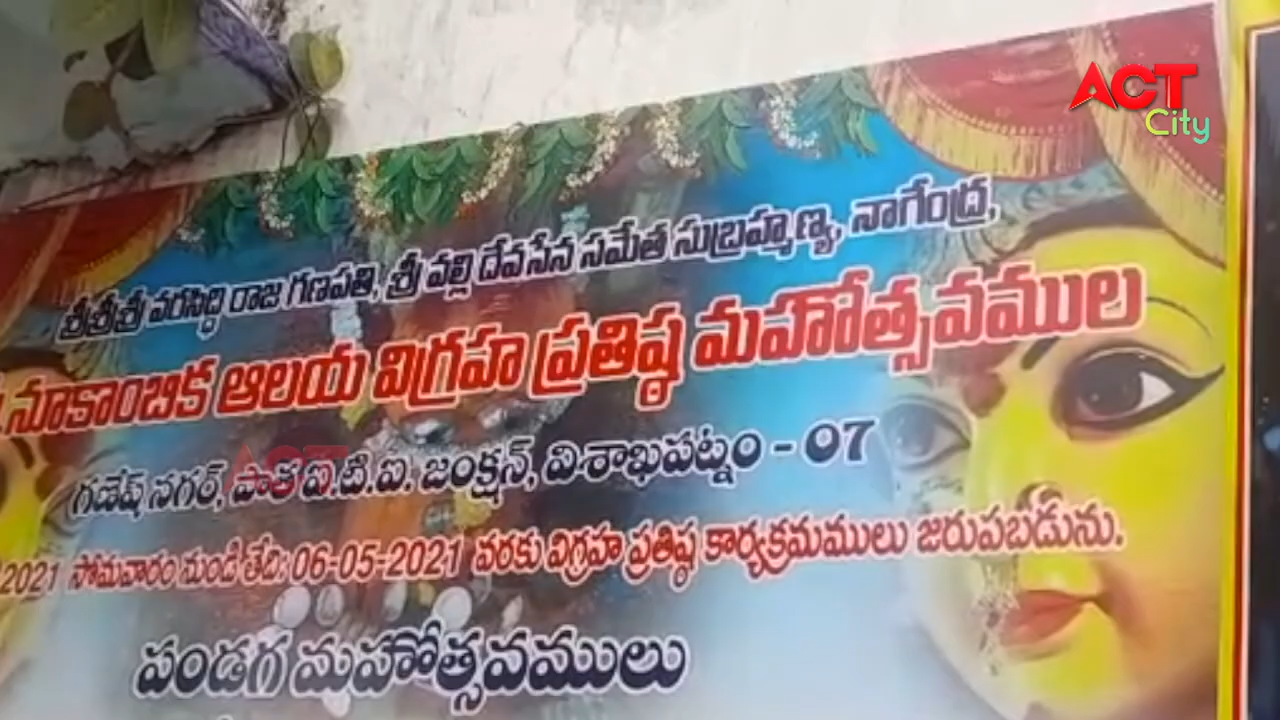 ACT
City
శ్రీశ్రీశ్రీ వరసిద్ధి రాజ గణపతి, శ్రీ వల్లి దేవసేన సమేత సుబ్రహ్మణ్య, నాగేంద్ర,
నూకాంబిక ఆలయ విగ్రహ ప్రతిష్ఠ మహోత్సవముల
గణేష్ నగర్, పాత ఐ.టి.ఐ. జంక్షన్, విశాఖపట్నం - 07
2021 సోమవారం నుండి తేది: 06-05-2021 వరకు విగ్రహ ప్రతిష్ఠ కార్యక్రమములు జరుపబడును.
పండగ మహోత్సవములు